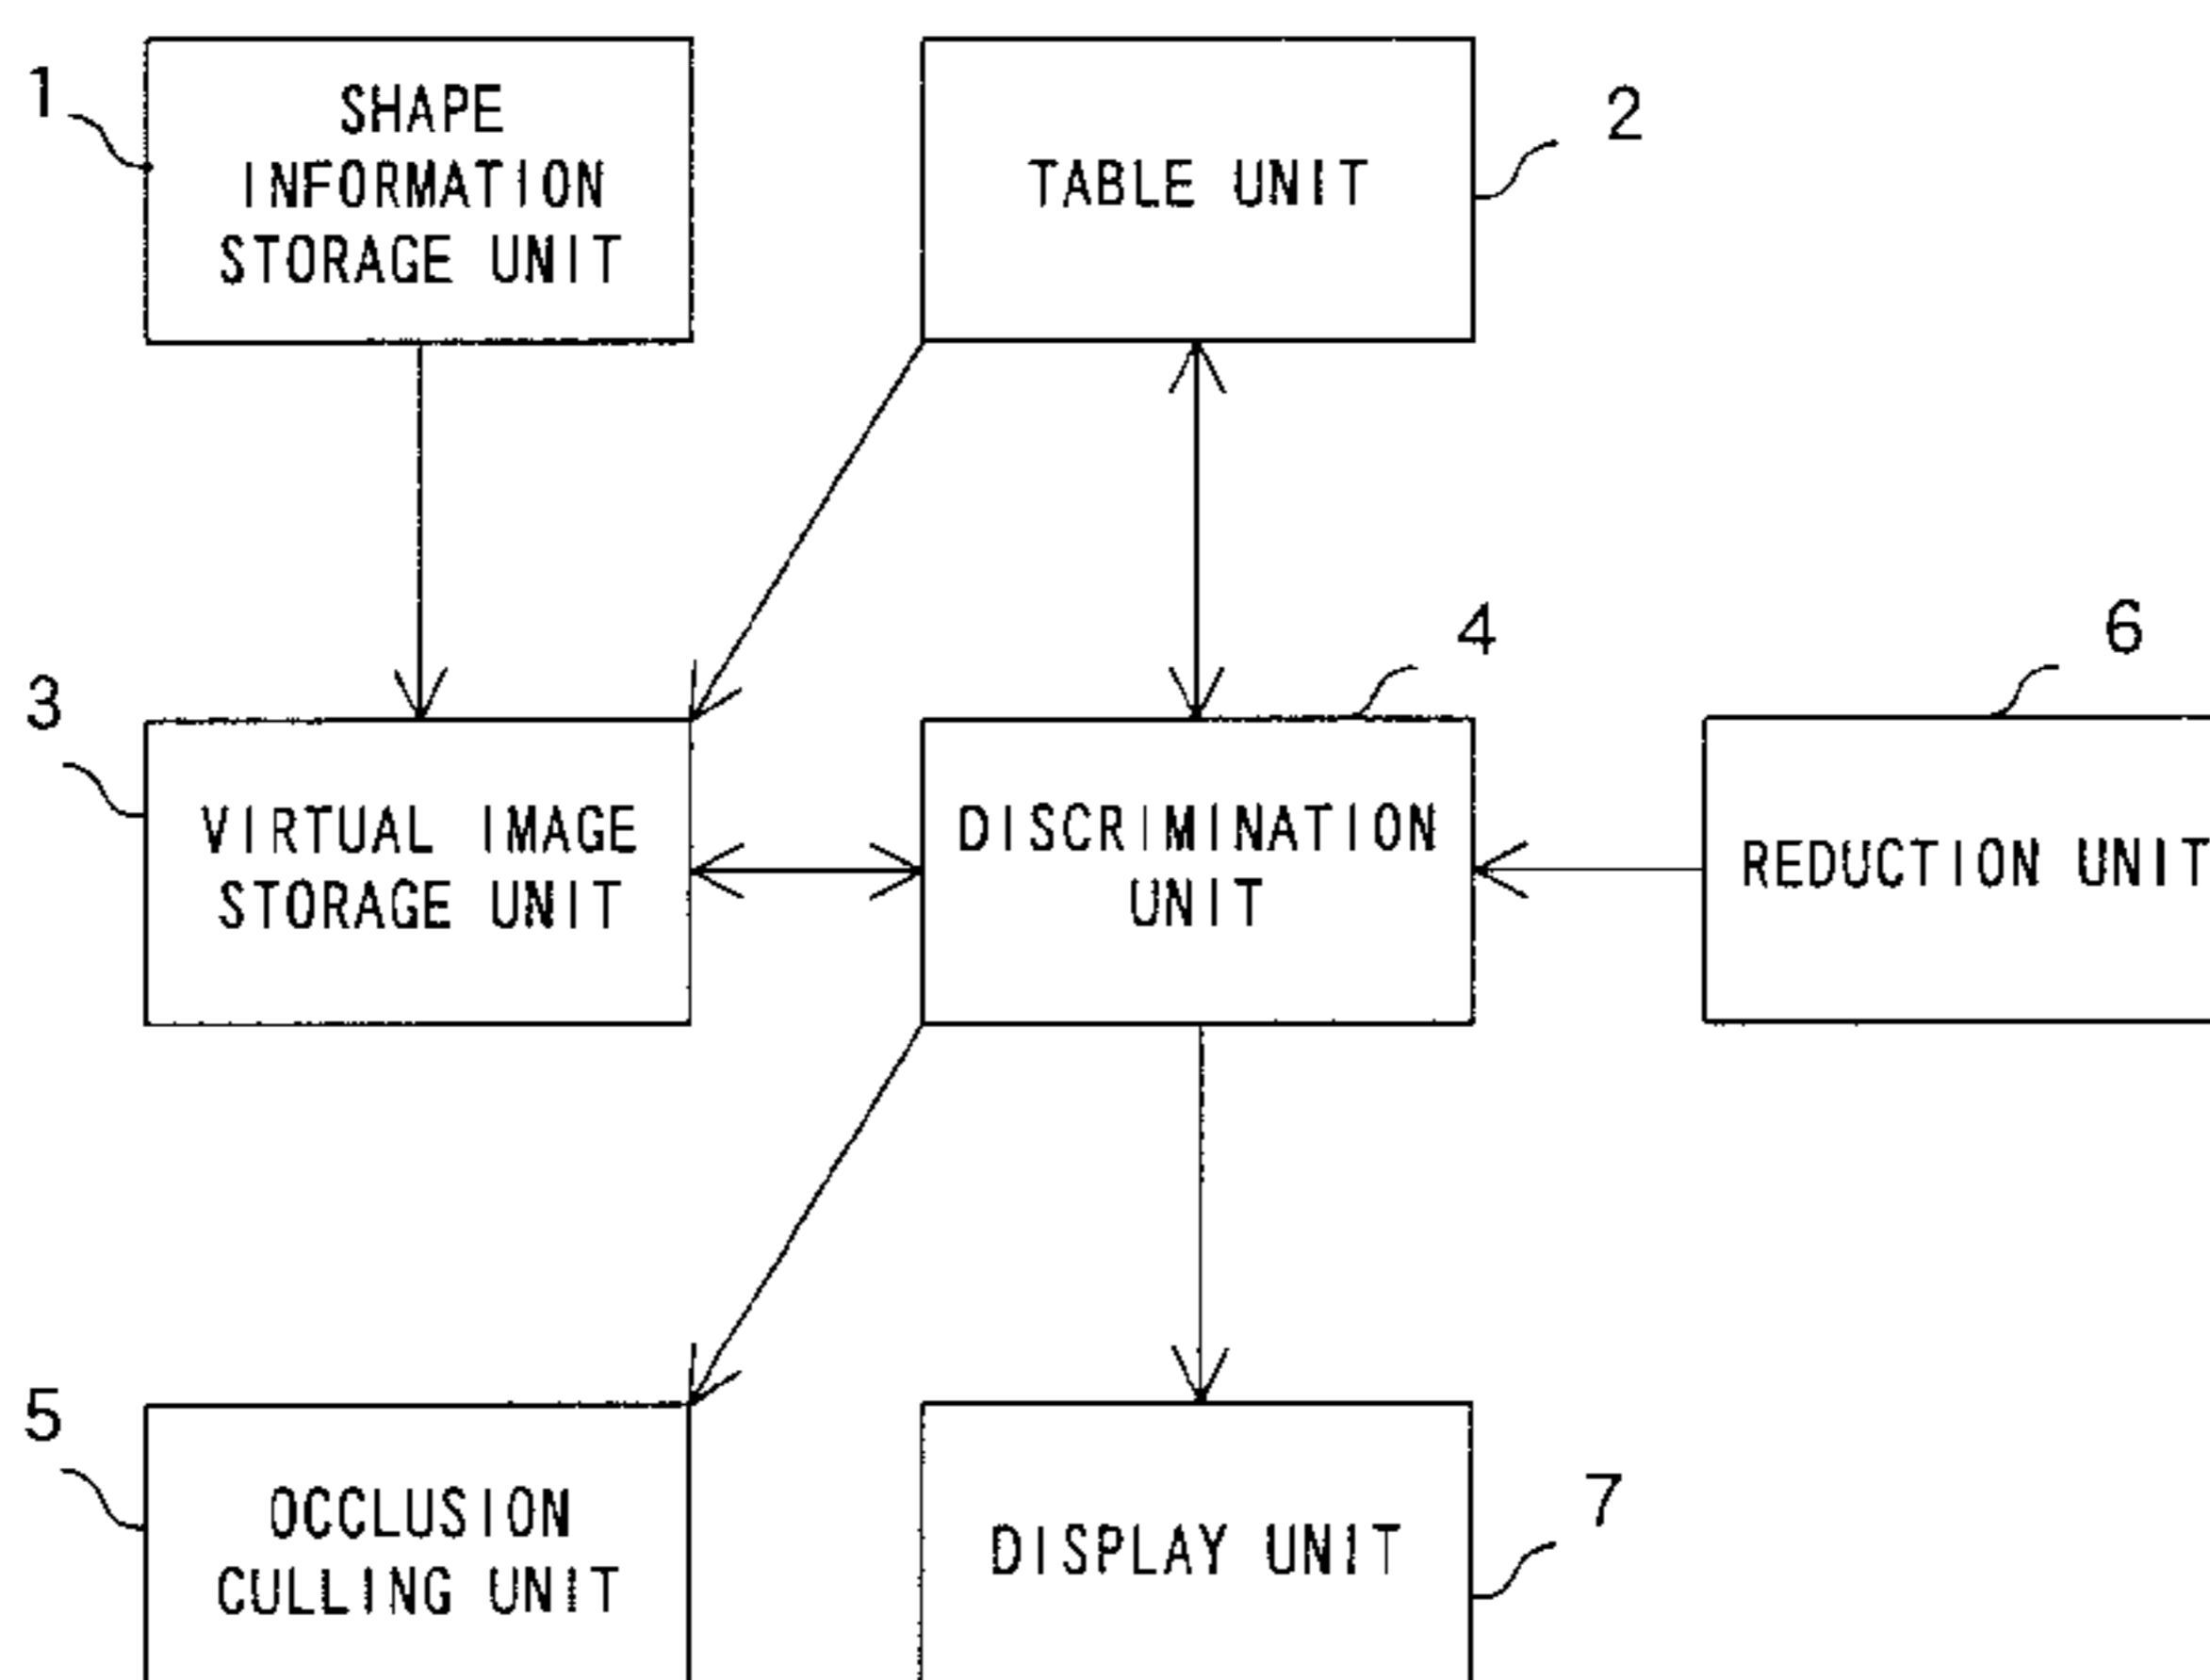 1
SHAPE
INFORMATION
STORAGE UNIT
2
TABLE UNIT
3
VIRTUAL IMAGE
STORAGE UNIT
4
DISCRIMINATION
UNIT
6
REDUCTION UNIT
5
OCCLUSION
CULLING UNIT
7
DISPLAY UNIT